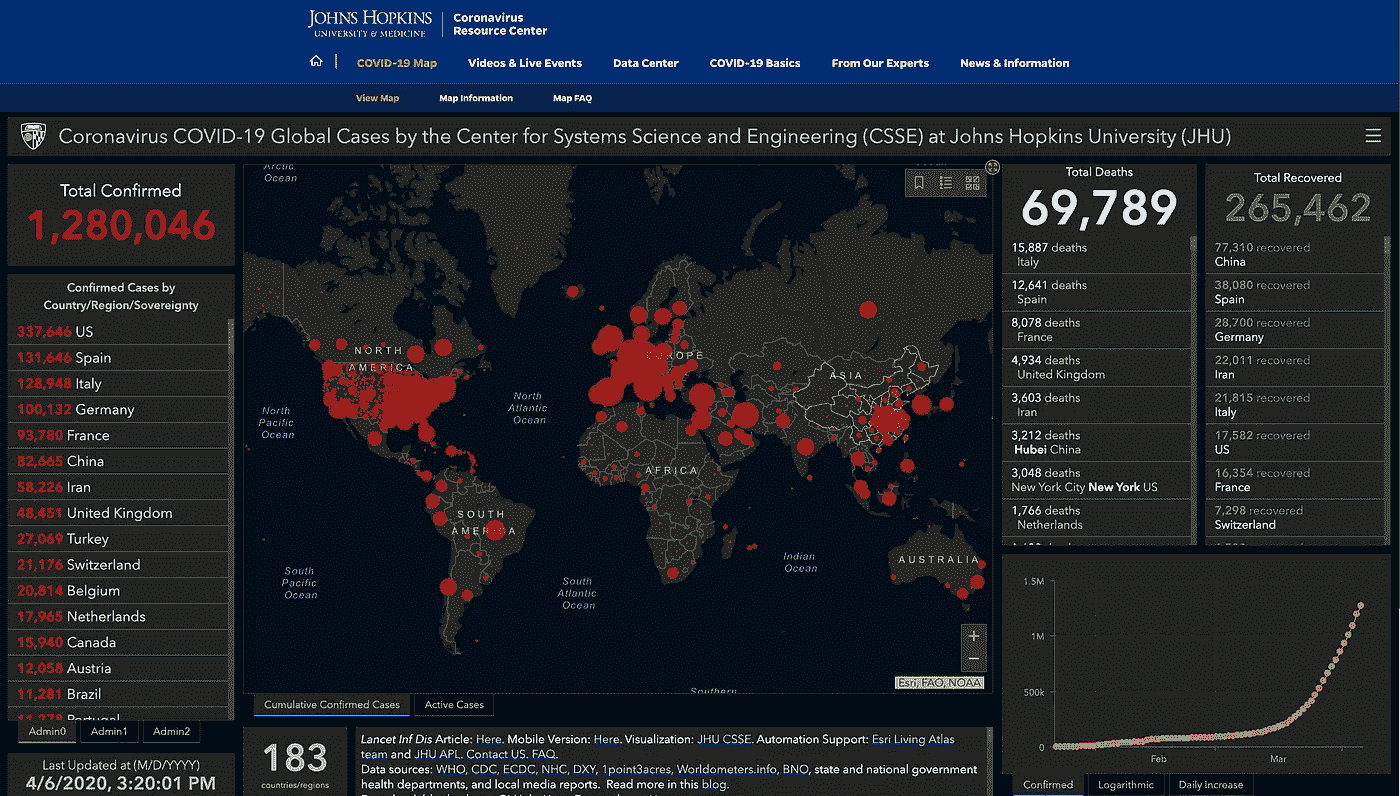 JOHNS HOPKINS
UNIVERSITY & MEDICINE
Coronavirus
Resource Center
COVID-19 Map
Videos & Live Events
Data Center
COVID-19 Basics
From Our Experts
News & Information
View Map
Map Information
Map FAQ
Coronavirus COVID-19 Global Cases by the Center for Systems Science and Engineering (CSSE) at Johns Hopkins University (JHU)
Total Confirmed
1,280,046
Confirmed Cases by
Country/Region/Sovereignty
337,646 US
131,646 Spain
128,948 Italy
100,132 Germany
93,780 France
82,665 China
58,226 Iran
48,451 United Kingdom
27,069 Turkey
21,176 Switzerland
20,814 Belgium
17,965 Netherlands
15,940 Canada
12,058 Austria
11,281 Brazil
11,278 Portugal
Admin0
Admin1
Admin2
Last Updated at (M/D/YYYY)
4/6/2020, 3:20:01 PM
Arctic
Ocean
NORTH
AMERICA
EUROPE
ASIA
North
Pacific
Ocean
North
Atlantic
Ocean
AFRICA
SOUTH
AMERICA
Indian
Ocean
AUSTRALIA
South
Pacific
Ocean
South
Atlantic
Ocean
+
−
Esri, FAO, NOAA
Southern
Cumulative Confirmed Cases
Active Cases
183
countries/regions
Lancet Inf Dis Article: Here. Mobile Version: Here. Visualization: JHU CSSE. Automation Support: Esri Living Atlas
team and JHU APL. Contact US. FAQ.
Data sources: WHO, CDC, ECDC, NHC, DXY, 1point3acres, Worldometers.info, BNO, state and national government
health departments, and local media reports. Read more in this blog.
Total Deaths
69,789
15,887 deaths
Italy
12,641 deaths
Spain
8,078 deaths
France
4,934 deaths
United Kingdom
3,603 deaths
Iran
3,212 deaths
Hubei China
3,048 deaths
New York City New York US
1,766 deaths
Netherlands
Total Recovered
265,462
77,310 recovered
China
38,080 recovered
Spain
28,700 recovered
Germany
22,011 recovered
Iran
21,815 recovered
Italy
17,582 recovered
US
16,354 recovered
France
7,298 recovered
Switzerland
1.5M
1M
500k
0
Feb
Mar
Confirmed
Logarithmic
Daily Increase